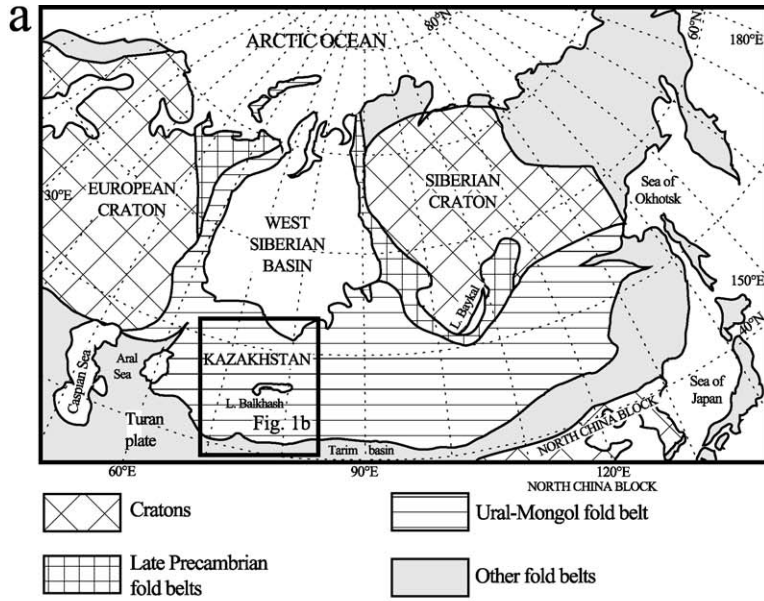 a
ARCTIC OCEAN
80°N
60°N
180°E
EUROPEAN
CRATON
30°E
WEST
SIBERIAN
BASIN
SIBERIAN
CRATON
Sea of
Okhotsk
150°E
40°N
L. Baykal
Caspian Sea
Aral
Sea
KAZAKHSTAN
L. Balkhash
Fig. 1b
Turan
plate
Tarim basin
NORTH CHINA BLOCK
Sea of
Japan
60°E
90°E
120°E
NORTH CHINA BLOCK
Cratons
Ural-Mongol fold belt
Late Precambrian
fold belts
Other fold belts